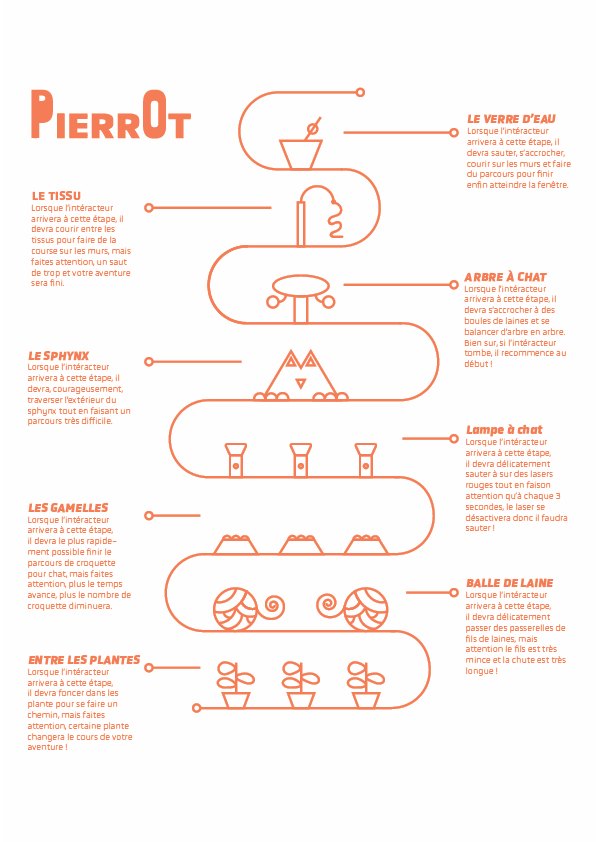 PIERROT
LE VERRE D'EAU
Lorsque l'intéracteur
arrivera à cette étape, il
devra sauter, s'accrocher,
courir sur les murs et faire
du parcours pour finir
enfin atteindre la fenêtre.
LE TISSU
Lorsque l'intéracteur
arrivera à cette étape, il
devra courir entre les
tissus pour faire de la
course sur les murs, mais
faites attention, un saut
de trop et votre aventure
sera fini.
ARBRE À CHAT
Lorsque l'intéracteur
arrivera à cette étape, il
devra s'accrocher à des
boules de laines et se
balancer d'arbre en arbre.
Bien sur, si l'intéracteur
tombe, il recommence au
début !
LE SPHYNX
Lorsque l'intéracteur
arrivera à cette étape, il
devra, courageusement,
traverser l'extérieur du
sphynx tout en faisant un
parcours très difficile.
Lampe à chat
Lorsque l'intéracteur
arrivera à cette étape,
il devra délicatement
sauter à sur des lasers
rouges tout en faison
attention qu'à chaque 3
secondes, le laser se
désactivera donc il faudra
sauter !
LES GAMELLES
Lorsque l'intéracteur
arrivera à cette étape,
il devra le plus rapide-
ment possible finir le
parcours de croquette
pour chat, mais faites
attention, plus le temps
avance, plus le nombre de
croquette diminuera.
BALLE DE LAINE
Lorsque l'intéracteur
arrivera à cette étape,
il devra délicatement
passer des passerelles de
fils de laines, mais
attention le fils est très
mince et la chute est très
longue !
ENTRE LES PLANTES
Lorsque l'intéracteur
arrivera à cette étape,
il devra foncer dans les
plante pour se faire un
chemin, mais faites
attention, certaine plante
changera le cours de votre
aventure !